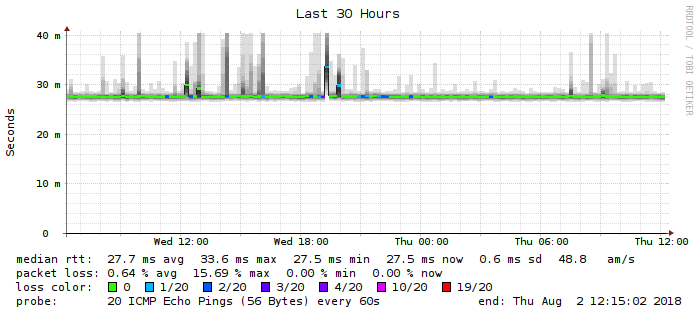 Last 30 Hours
RRDTOOL / TOBI OETIKER
Seconds
40 m
30 m
20 m
10 m
0
Wed 12:00 Wed 18:00 Thu 00:00 Thu 06:00 Thu 12:00
median rtt: 27.7 ms avg 33.6 ms max 27.5 ms min 27.5 ms now 0.6 ms sd 48.8 am/s
packet loss: 0.64 % avg 15.69 % max 0.00 % min 0.00 % now
loss color: 0 1/20 2/20 3/20 4/20 10/20 19/20
probe: 20 ICMP Echo Pings (56 Bytes) every 60s end: Thu Aug 2 12:15:02 2018